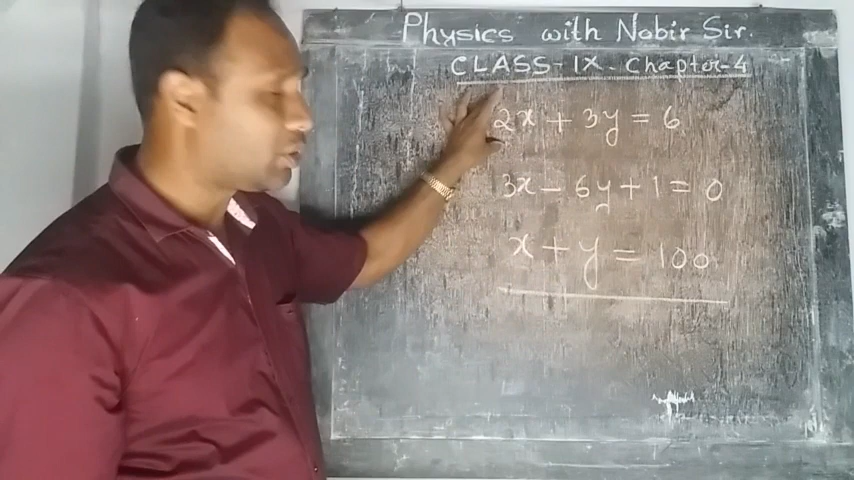 Physics with Nobir Sir.
CLASS-IX. Chapter-4
2x + 3y = 6
3x - 6y + 1 = 0
x + y = 100